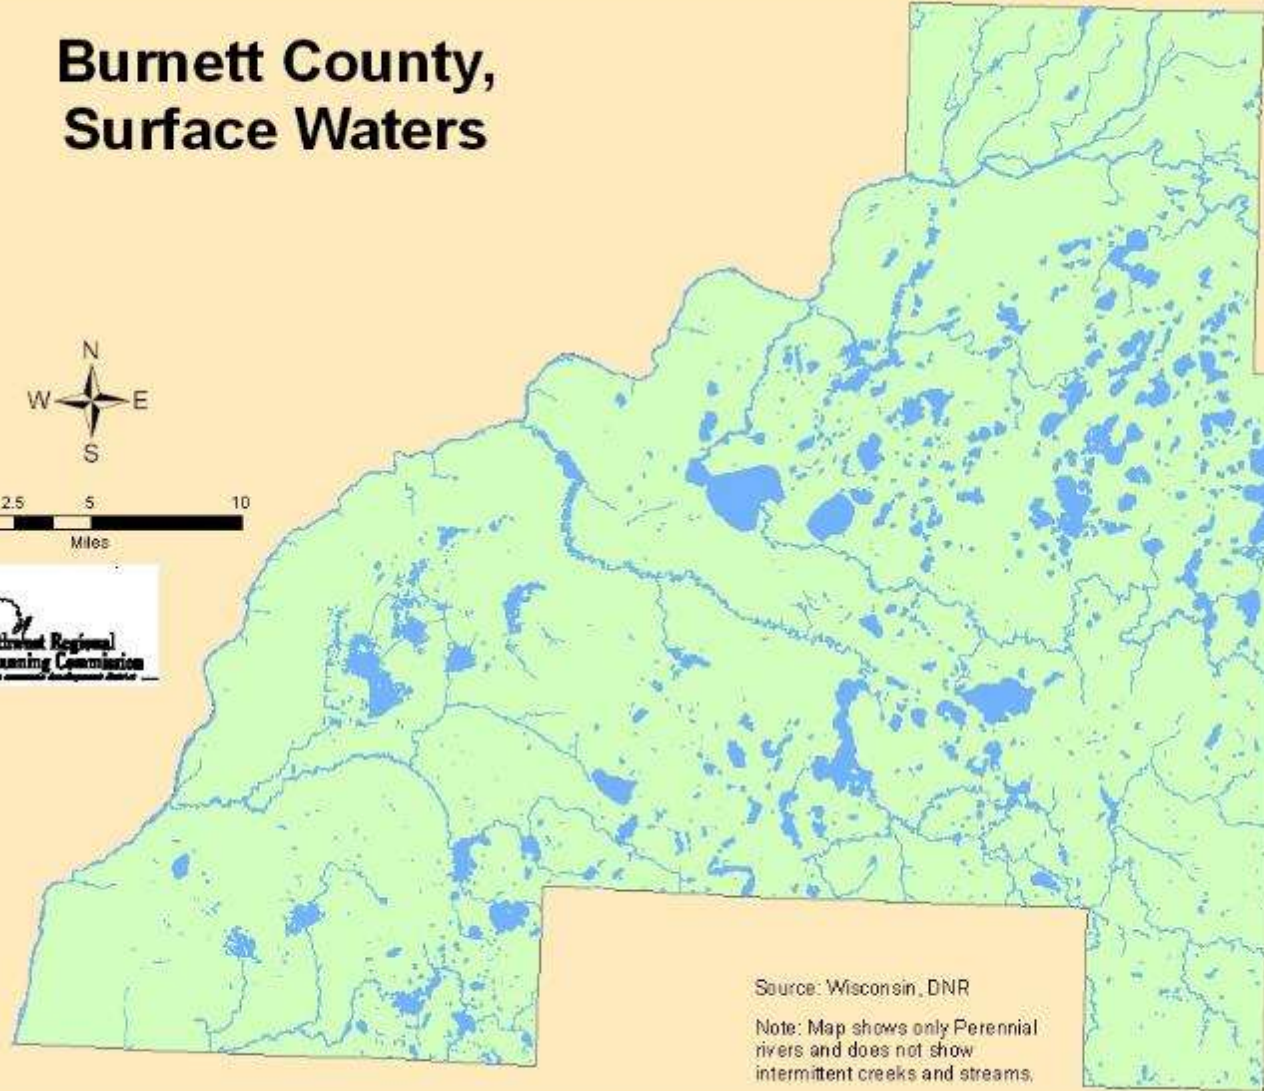 Burnett County,
Surface Waters
N
W E
S
2.5 5 10
Miles
Regional
Commission
Source: Wisconsin, DNR
Note: Map shows only Perennial
rivers and does not show
intermittent creeks and streams.